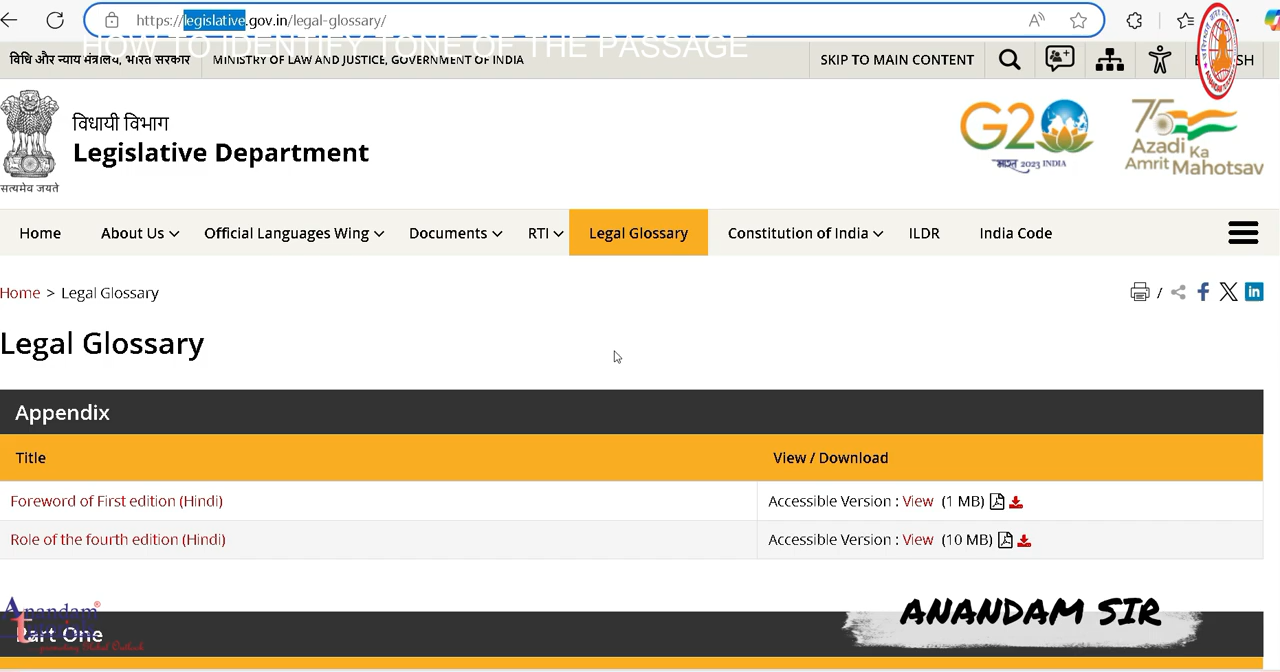 https://legislative.gov.in/legal-glossary/
HOW TO IDENTIFY TONE OF THE PASSAGE
विधि और न्याय मंत्रालय, भारत सरकार
MINISTRY OF LAW AND JUSTICE, GOVERNMENT OF INDIA
SKIP TO MAIN CONTENT
विधायी विभाग
Legislative Department
सत्यमेव जयते
G20
भारत 2023 INDIA
75
Azadi Ka
Amrit Mahotsav
Home About Us Official Languages Wing Documents RTI Legal Glossary Constitution of India ILDR India Code
Home > Legal Glossary
Legal Glossary
Appendix
Title View / Download
Foreword of First edition (Hindi) Accessible Version : View (1 MB)
Role of the fourth edition (Hindi) Accessible Version : View (10 MB)
Anandam
ANANDAM SIR
Part One